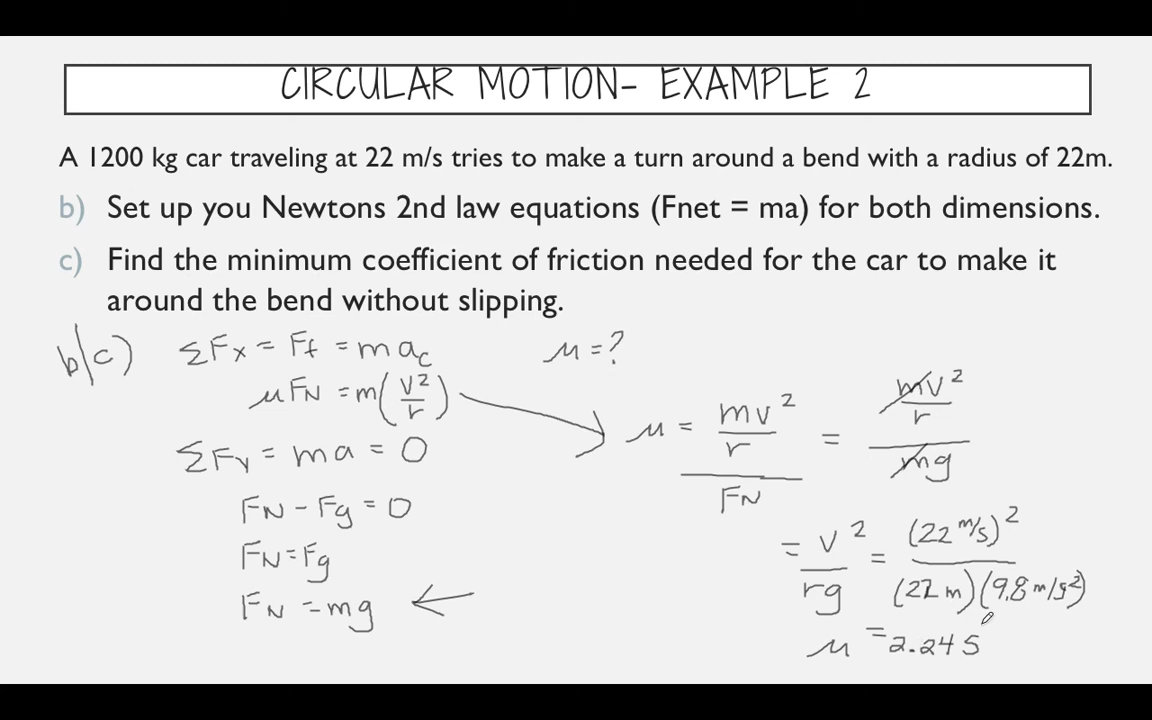 CIRCULAR MOTION- EXAMPLE 2
A 1200 kg car traveling at 22 m/s tries to make a turn around a bend with a radius of 22m.
b) Set up you Newtons 2nd law equations (Fnet = ma) for both dimensions.
c) Find the minimum coefficient of friction needed for the car to make it
around the bend without slipping.
b/c) ΣFx = Ff = mac
μFN = m(v²/r)
ΣFy = ma = 0
FN - Fg = 0
FN = Fg
FN = mg
μ = ?
μ = (mv²/r)/FN = (mv²/r)/mg
= v²/rg = (22 m/s)²/(22 m)(9.8 m/s²)
μ = 2.245